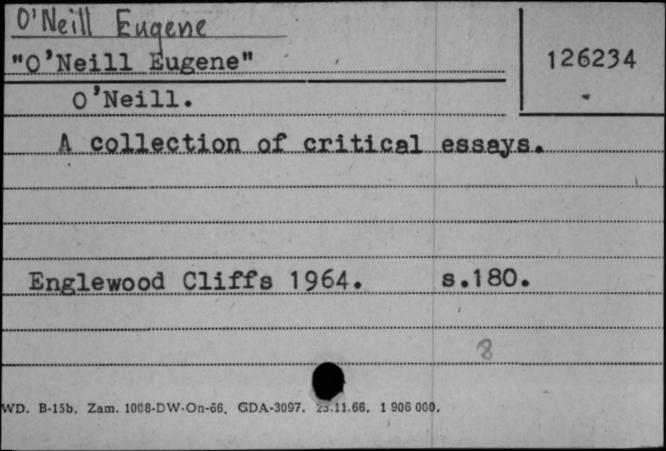 O'Neill Eugene
"O'Neill Eugene"
126234
O'Neill.
A collection of critical essays.
Englewood Cliffs 1964. s.180.
8
WD. B-15b. Zam. 1008-DW-On-66. GDA-3097. 23.11.66. 1 906 000.